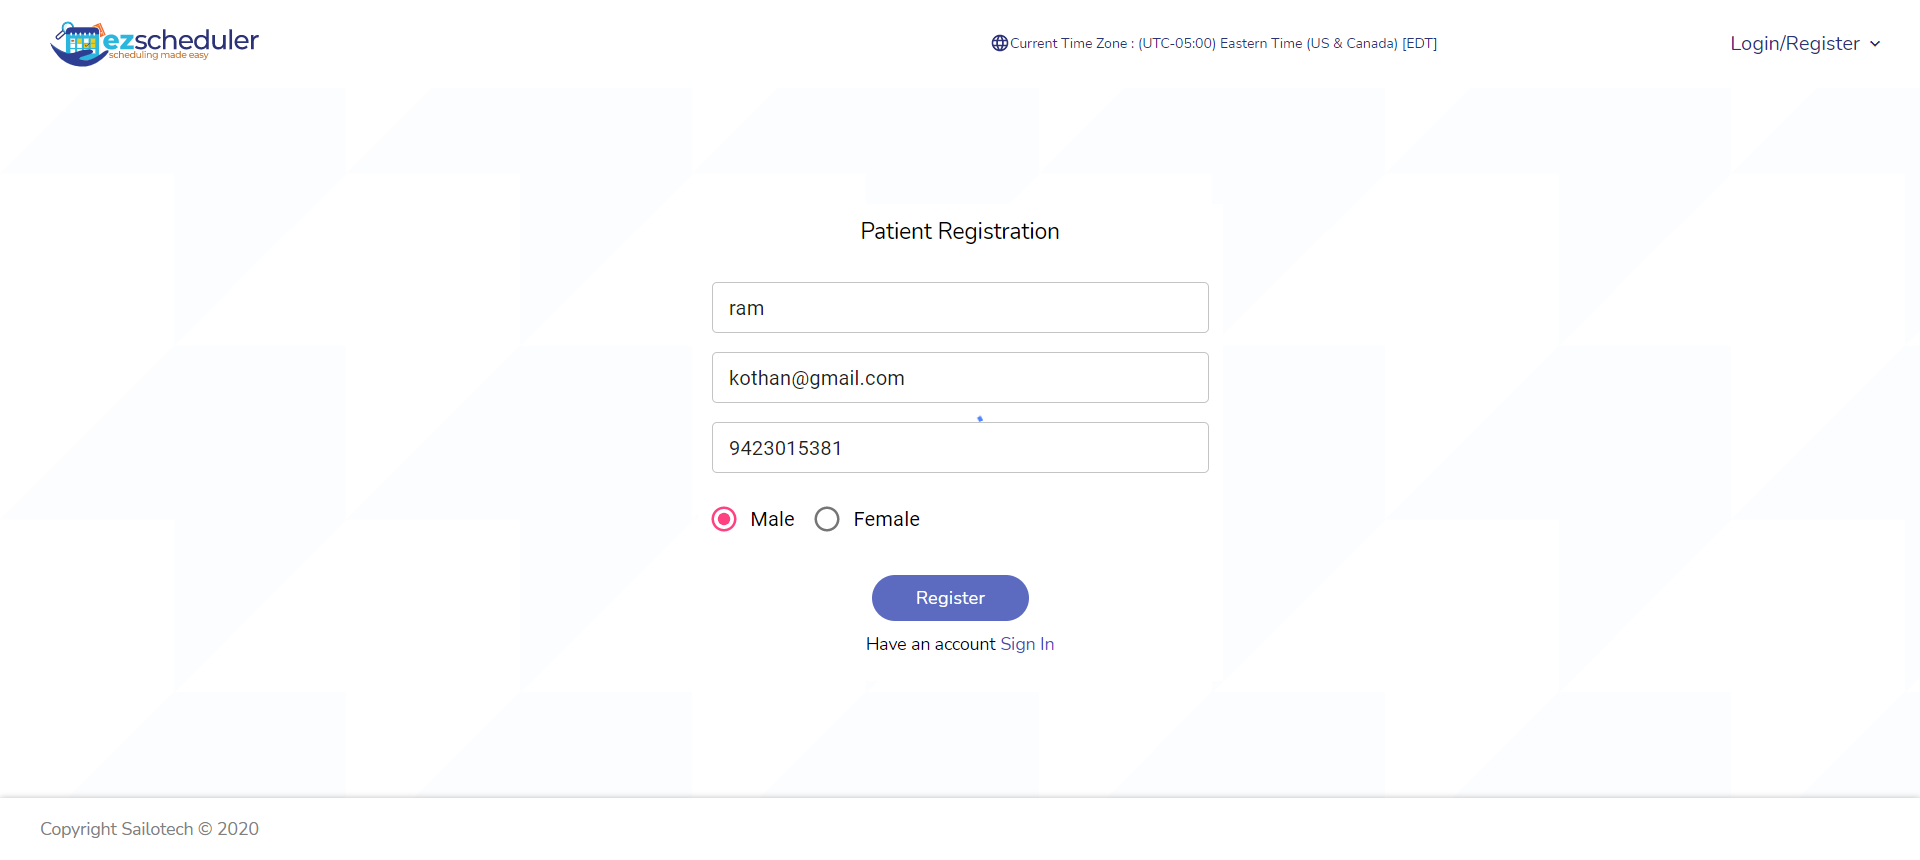 ezscheduler
scheduling made easy
Current Time Zone : (UTC-05:00) Eastern Time (US & Canada) [EDT]
Login/Register
Patient Registration
ram
kothan@gmail.com
9423015381
Male Female
Register
Have an account Sign In
Copyright Sailotech © 2020